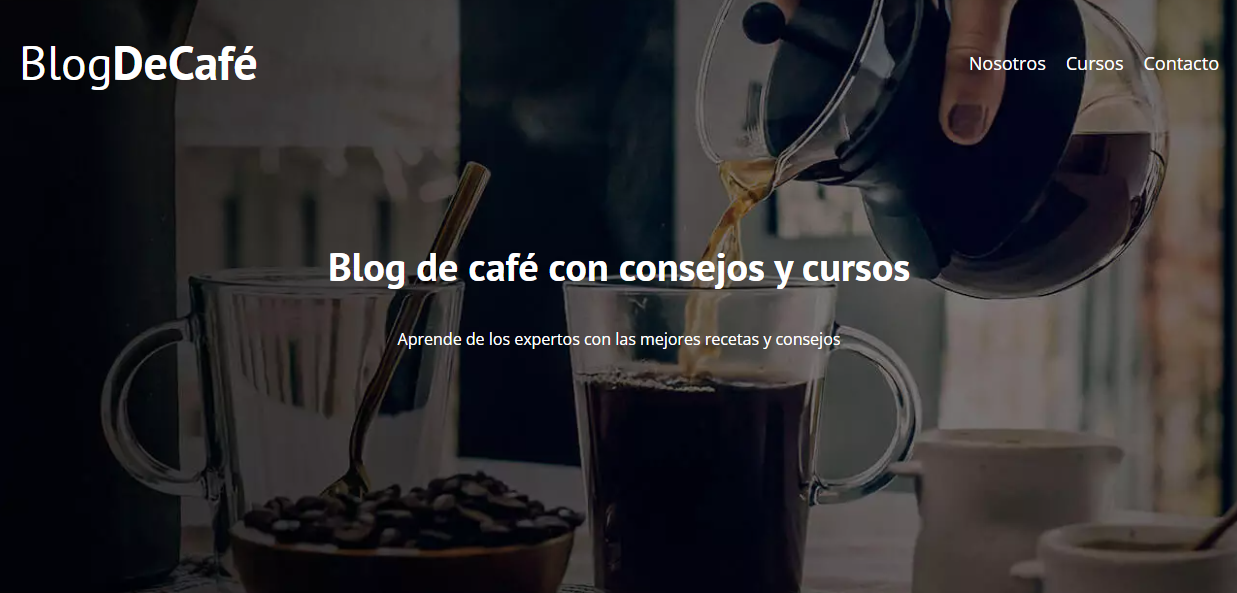 BlogDeCafé
Nosotros Cursos Contacto
Blog de café con consejos y cursos
Aprende de los expertos con las mejores recetas y consejos